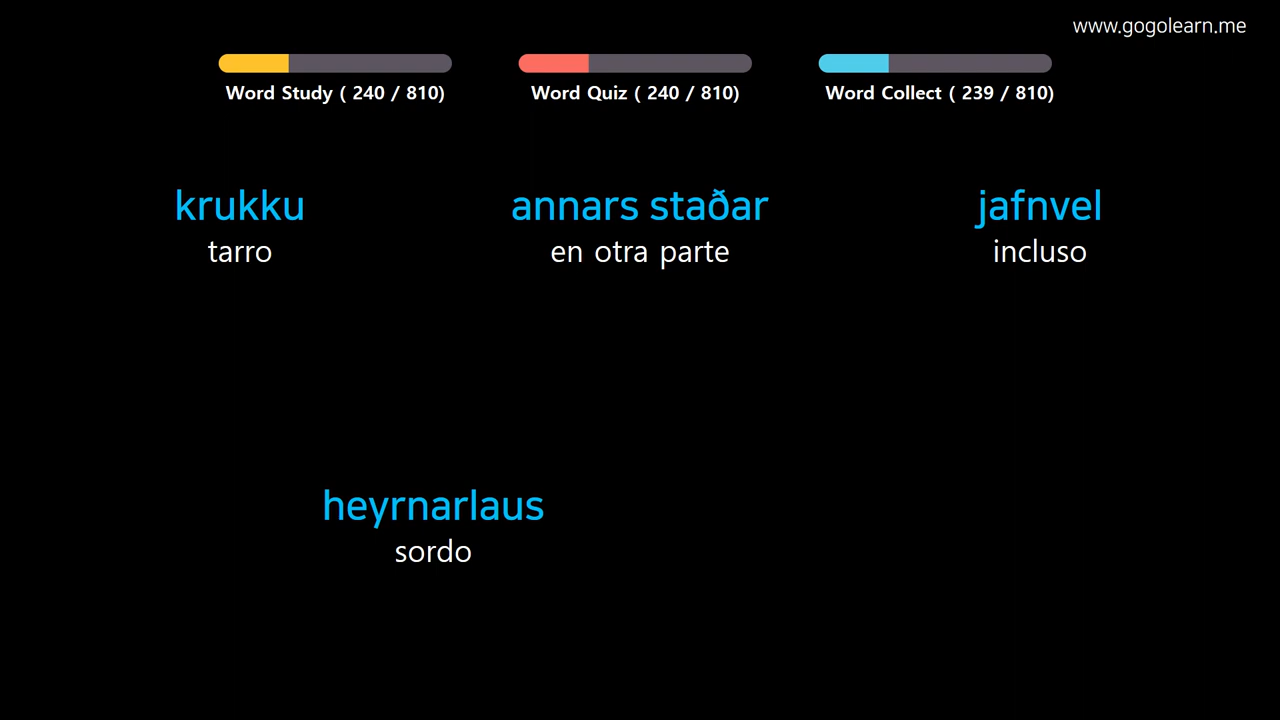 www.gogolearn.me
Word Study ( 240 / 810)
Word Quiz ( 240 / 810)
Word Collect ( 239 / 810)
krukku
tarro
annars staðar
en otra parte
jafnvel
incluso
heyrnarlaus
sordo